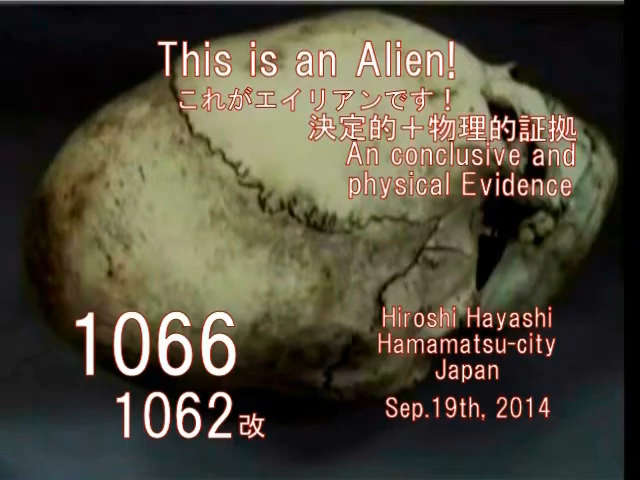 This is an Alien!
これがエイリアンです！
決定的＋物理的証拠
An conclusive and
physical Evidence
1066
1062改
Hiroshi Hayashi
Hamamatsu-city
Japan
Sep.19th, 2014